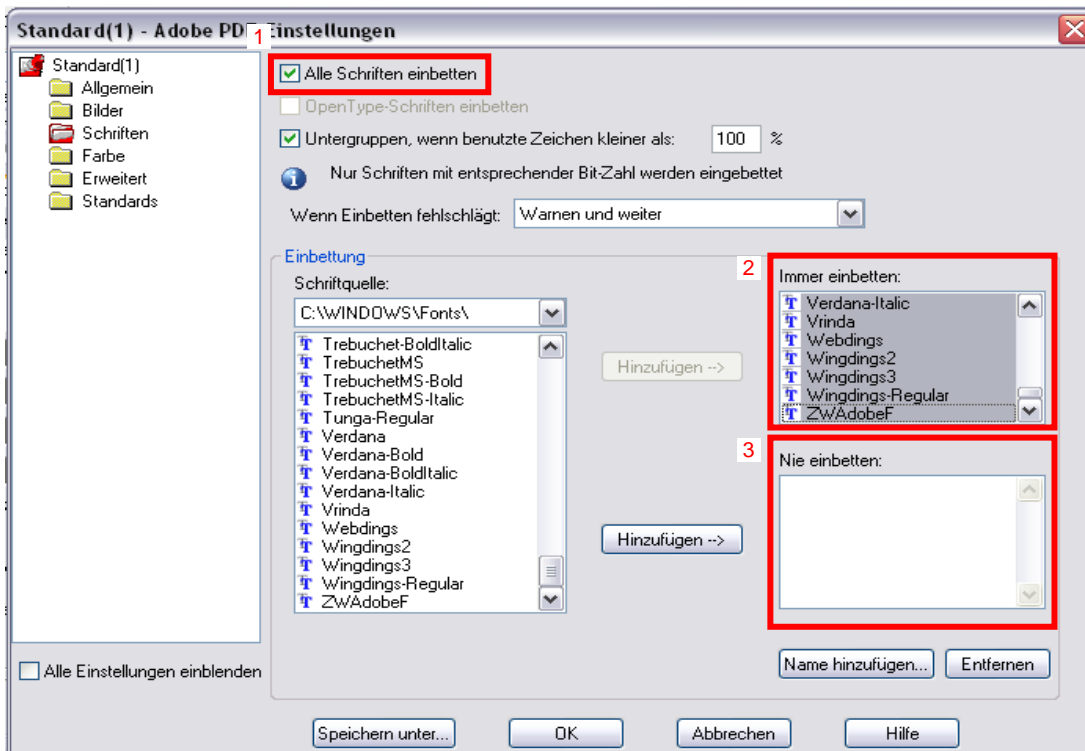 Standard(1) - Adobe PDF
Einstellungen
1
Standard(1)
Allgemein
Bilder
Schriften
Farbe
Erweitert
Standards
Alle Einstellungen einblenden
Alle Schriften einbetten
OpenType-Schriften einbetten
Untergruppen, wenn benutzte Zeichen kleiner als: 100 %
Nur Schriften mit entsprechender Bit-Zahl werden eingebettet
Wenn Einbetten fehlschlägt: Warnen und weiter
Einbettung
Schriftquelle:
C:\WINDOWS\Fonts\
Trebuchet-BoldItalic
TrebuchetMS
TrebuchetMS-Bold
TrebuchetMS-Italic
Tunga-Regular
Verdana
Verdana-Bold
Verdana-BoldItalic
Verdana-Italic
Vrinda
Webdings
Wingdings2
Wingdings3
Wingdings-Regular
ZWAdobeF
Hinzufügen -->
Hinzufügen -->
2
Immer einbetten:
Verdana-Italic
Vrinda
Webdings
Wingdings2
Wingdings3
Wingdings-Regular
ZWAdobeF
3
Nie einbetten:
Name hinzufügen...
Entfernen
Speichern unter...
OK
Abbrechen
Hilfe